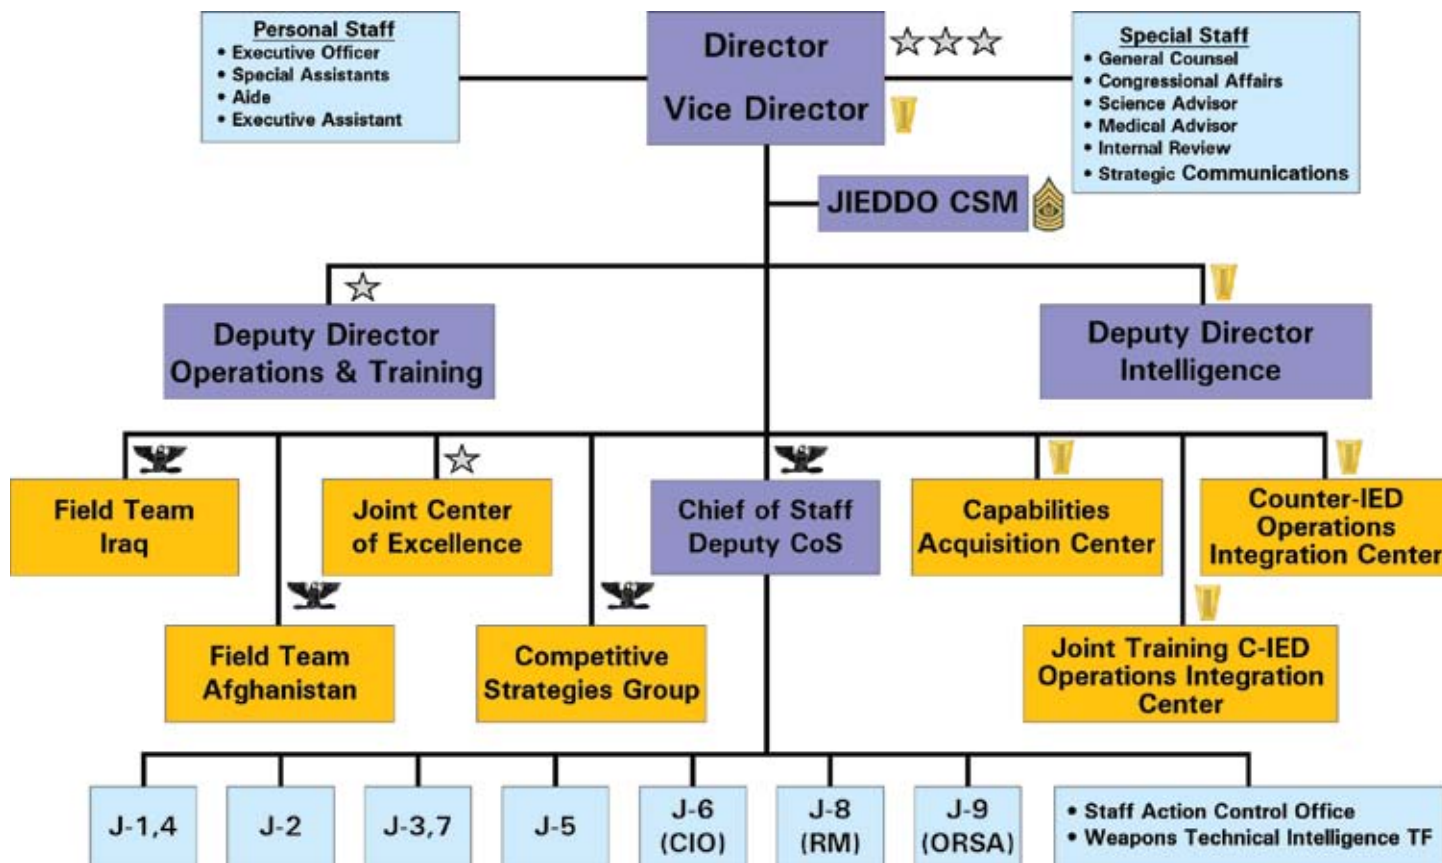 Personal Staff
• Executive Officer
• Special Assistants
• Aide
• Executive Assistant
Director
Vice Director
Special Staff
• General Counsel
• Congressional Affairs
• Science Advisor
• Medical Advisor
• Internal Review
• Strategic Communications
JIEDDO CSM
Deputy Director
Operations & Training
Deputy Director
Intelligence
Field Team
Iraq
Joint Center
of Excellence
Chief of Staff
Deputy CoS
Capabilities
Acquisition Center
Counter-IED
Operations
Integration Center
Field Team
Afghanistan
Competitive
Strategies Group
Joint Training C-IED
Operations Integration
Center
J-1,4
J-2
J-3,7
J-5
J-6
(CIO)
J-8
(RM)
J-9
(ORSA)
• Staff Action Control Office
• Weapons Technical Intelligence TF